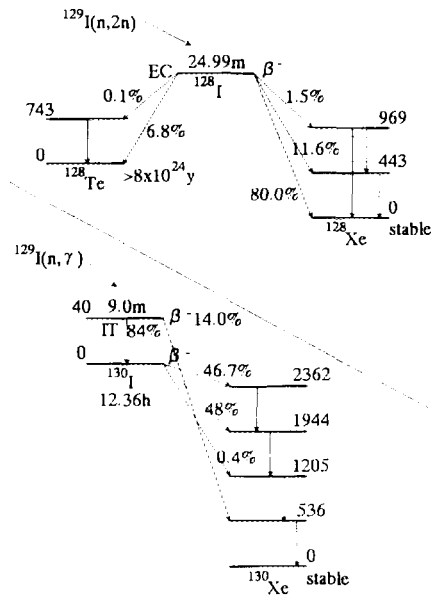 ¹²⁹I(n,2n)
24.99m
EC ¹²⁸I β⁻
0.1% 1.5%
743 969
6.8% 11.6%
0 443
¹²⁸Te >8x10²⁴y
80.0%
0
¹²⁸Xe stable
¹²⁹I(n,γ)
40 9.0m β⁻ 14.0%
IT 84%
0 β⁻
¹³⁰I 46.7% 2362
12.36h
48% 1944
0.4% 1205
536
0
¹³⁰Xe stable